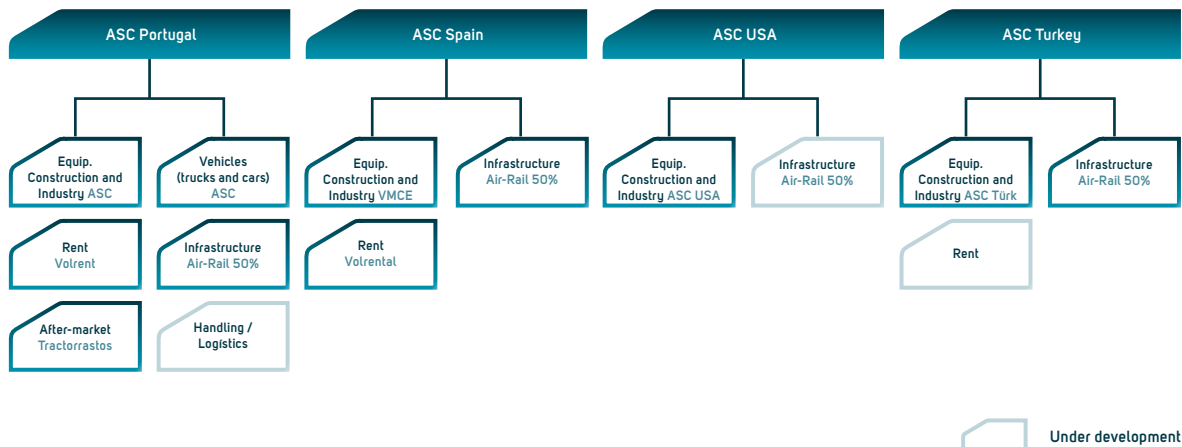 ASC Portugal
Equip.
Construction and
Industry ASC
Vehicles
(trucks and cars)
ASC
Rent
Volrent
Infrastructure
Air-Rail 50%
After-market
Tractorrastos
Handling /
Logístics
ASC Spain
Equip.
Construction and
Industry VMCE
Infrastructure
Air-Rail 50%
Rent
Volrental
ASC USA
Equip.
Construction and
Industry ASC USA
Infrastructure
Air-Rail 50%
ASC Turkey
Equip.
Construction and
Industry ASC Türk
Infrastructure
Air-Rail 50%
Rent
Under development